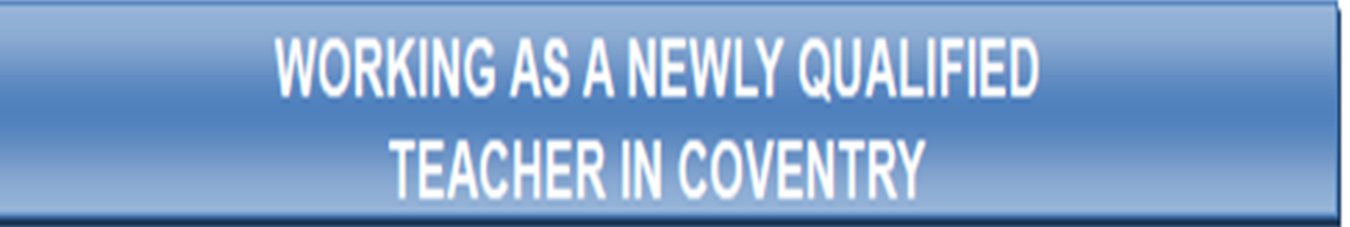 WORKING AS A NEWLY QUALIFIED
TEACHER IN COVENTRY